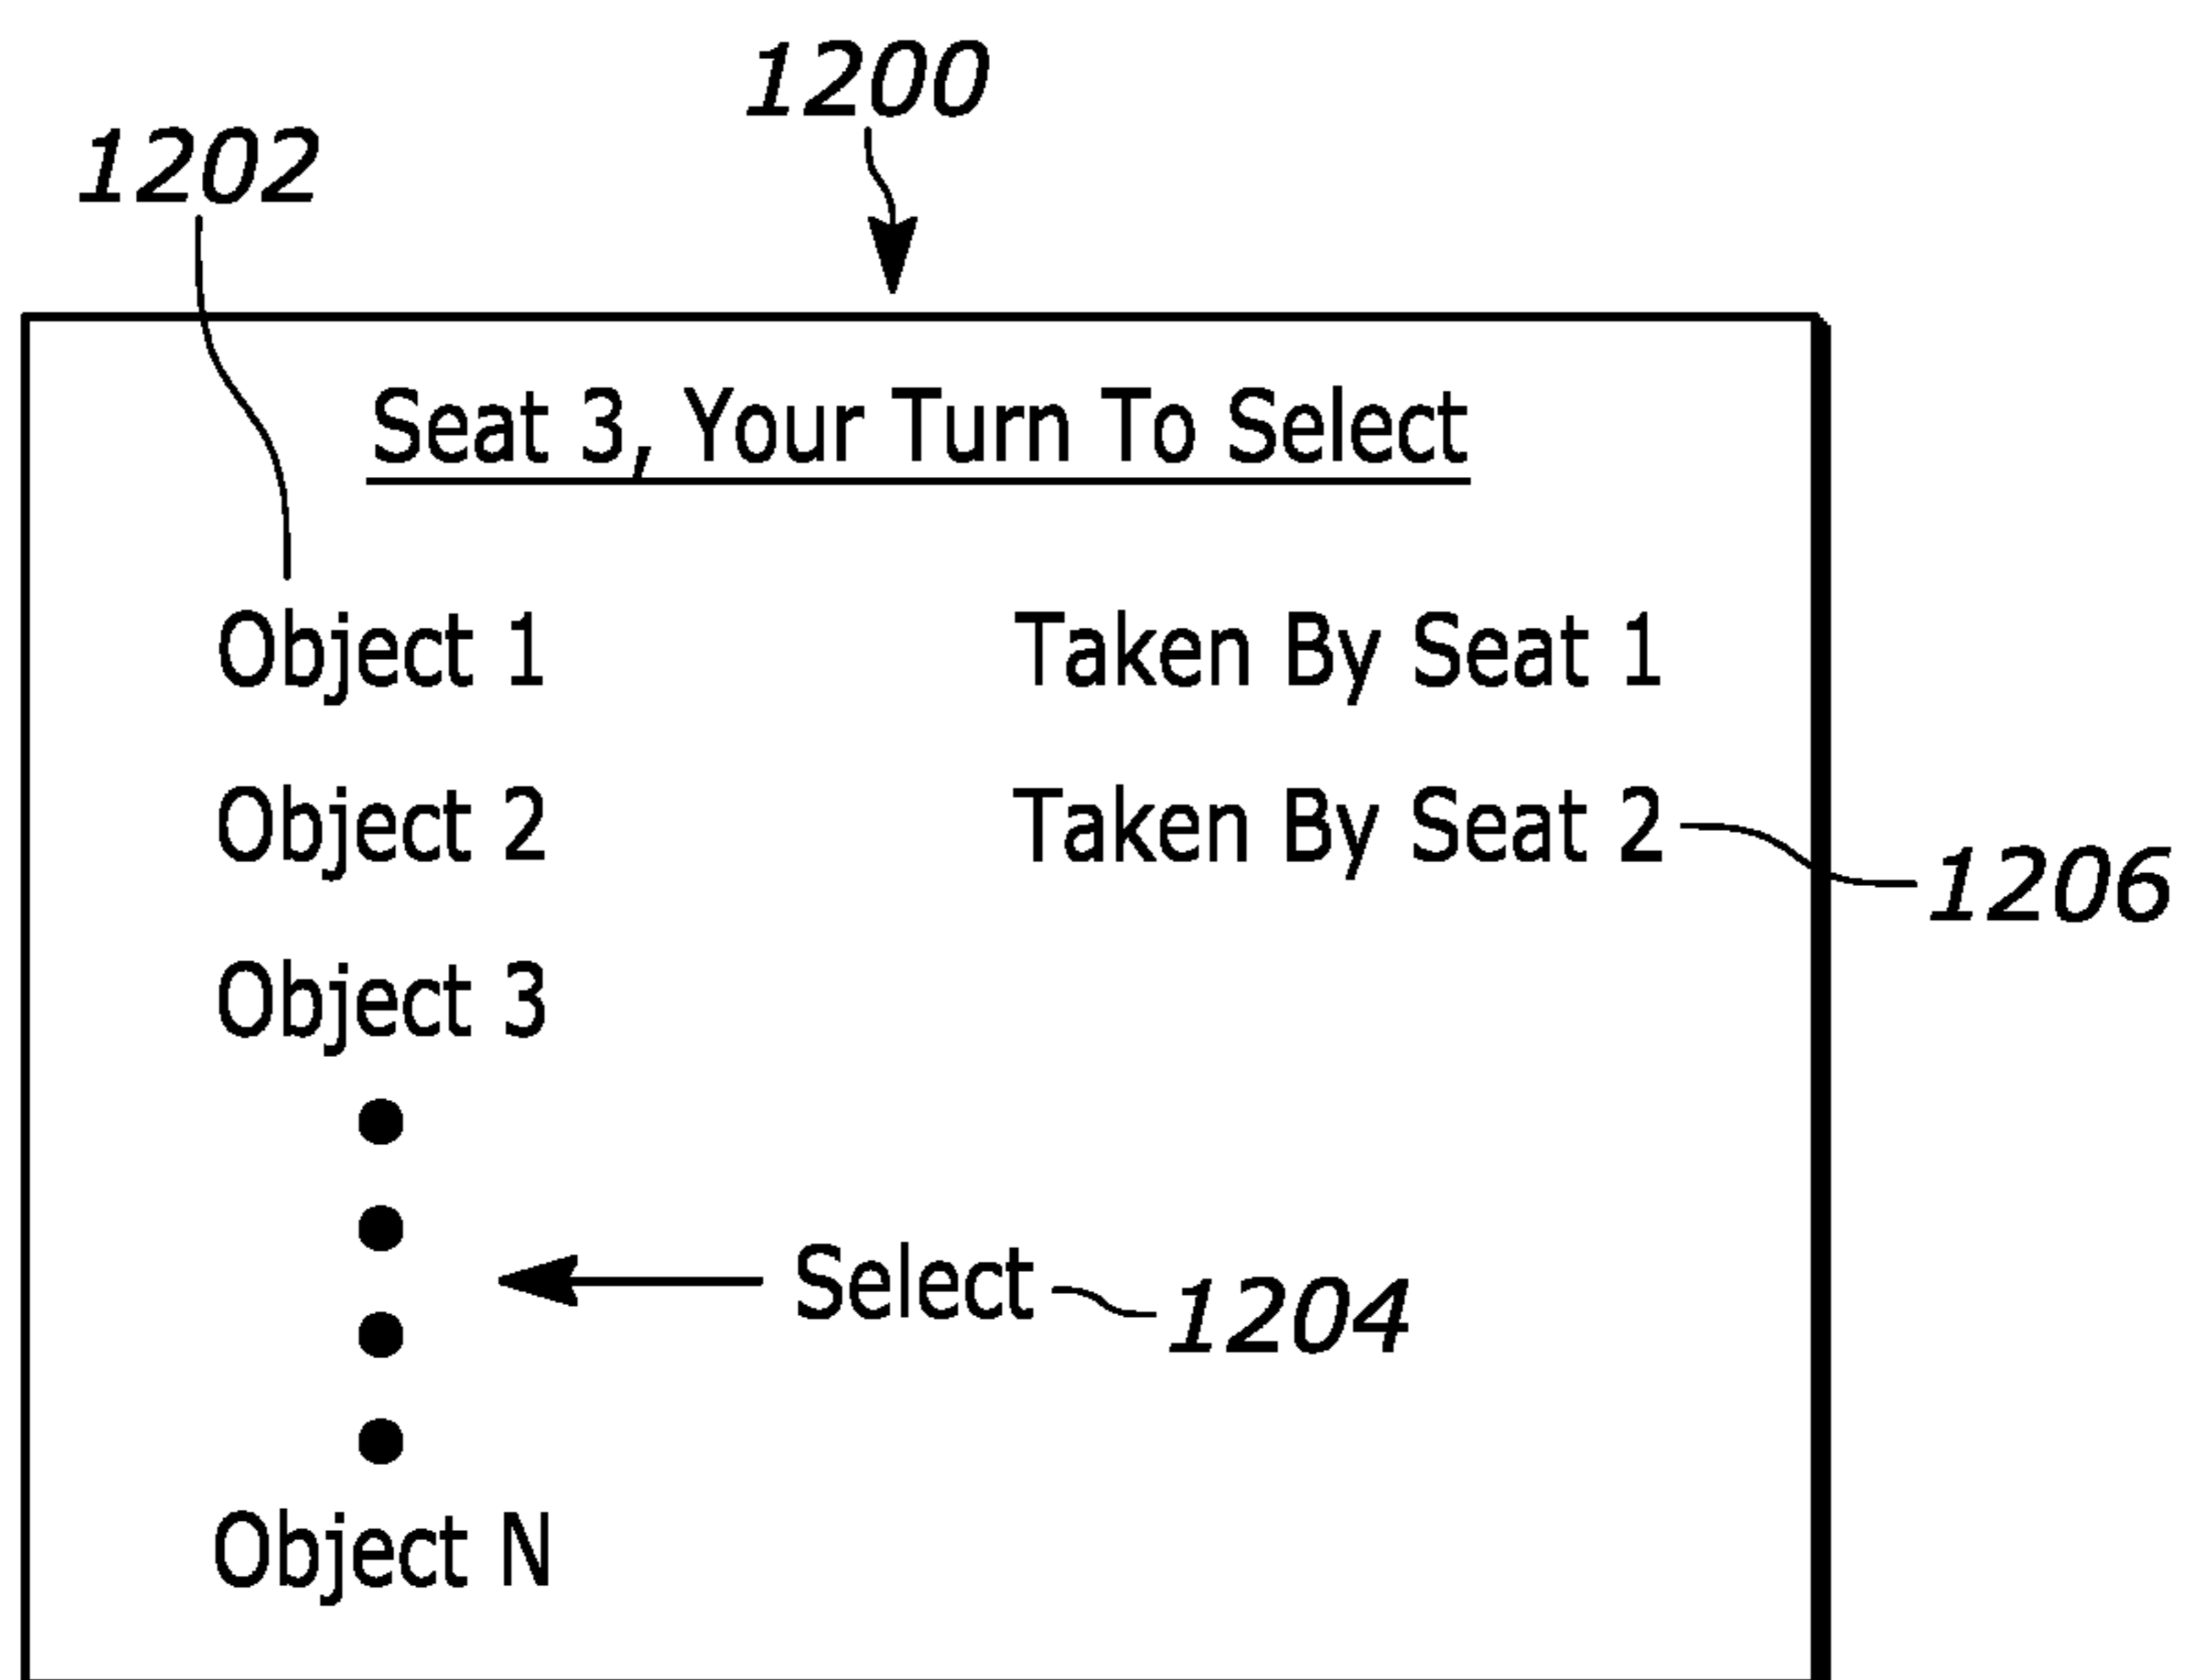 1200
1202
Seat 3, Your Turn To Select
Object 1 Taken By Seat 1
Object 2 Taken By Seat 2
1206
Object 3
Select 1204
Object N